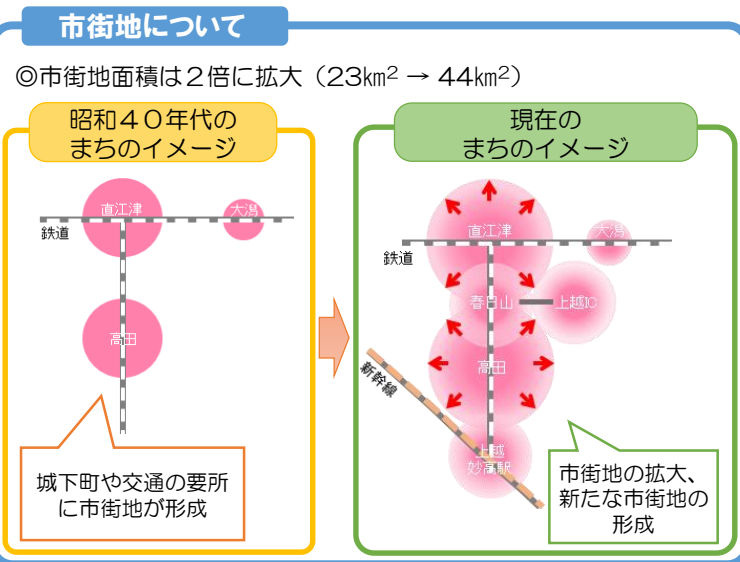 市街地について
◎市街地面積は２倍に拡大（23㎢ → 44㎢）
昭和４０年代の
まちのイメージ
直江津
大潟
鉄道
高田
城下町や交通の要所
に市街地が形成
現在の
まちのイメージ
直江津
大潟
鉄道
春日山
上越IC
高田
新幹線
上越
妙高駅
市街地の拡大、
新たな市街地の
形成